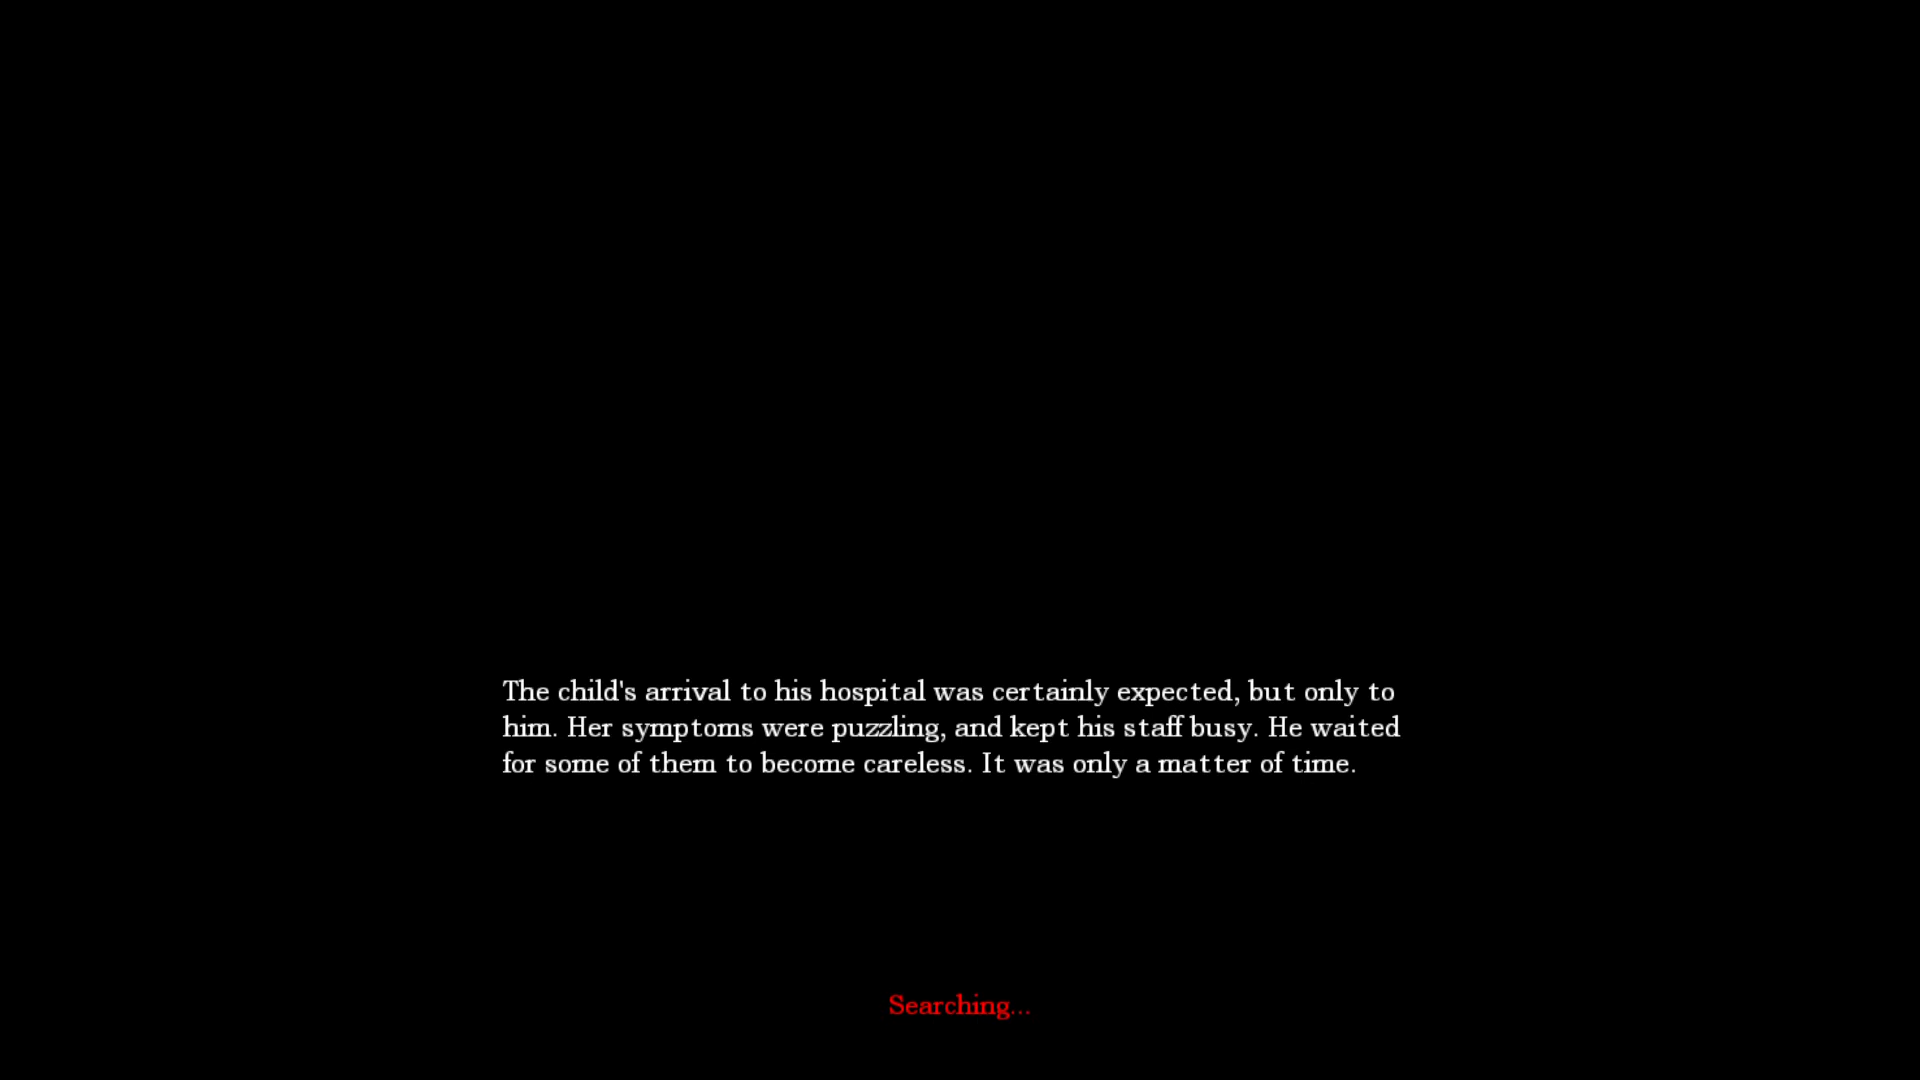 The child's arrival to his hospital was certainly expected, but only to
him. Her symptoms were puzzling, and kept his staff busy. He waited
for some of them to become careless. It was only a matter of time.
Searching...